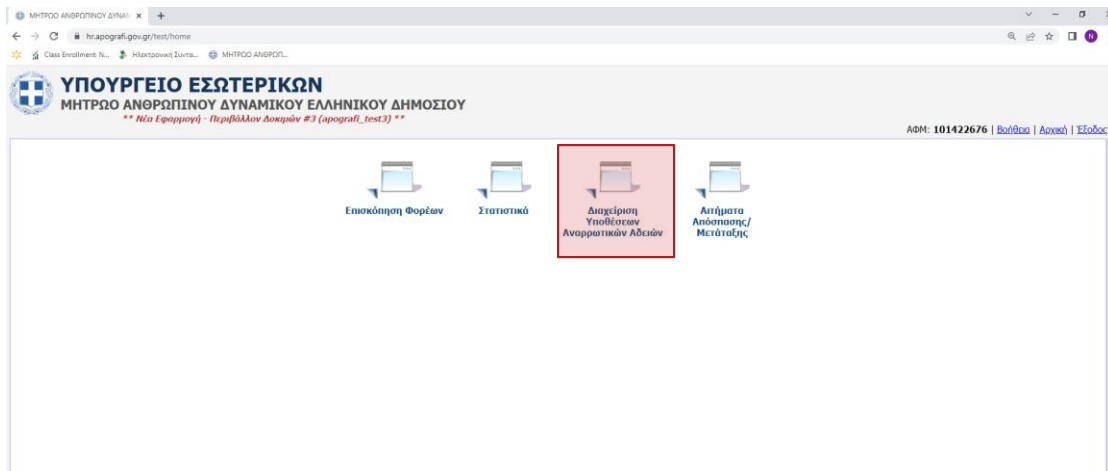 ΜΗΤΡΩΟ ΑΝΘΡΩΠΙΝΟΥ ΔΥΝΑΜ
hr.apografi.gov.gr/test/home
N
Class Enrollment: N... Ηλεκτρονική Συντα... ΜΗΤΡΩΟ ΑΝΘΡΩΠ...
ΥΠΟΥΡΓΕΙΟ ΕΣΩΤΕΡΙΚΩΝ
ΜΗΤΡΩΟ ΑΝΘΡΩΠΙΝΟΥ ΔΥΝΑΜΙΚΟΥ ΕΛΛΗΝΙΚΟΥ ΔΗΜΟΣΙΟΥ
** Νέα Εφαρμογή - Περιβάλλον Δοκιμών #3 (apografi_test3) **
ΑΦΜ: 101422676 | Βοήθεια | Αρχική | Έξοδος
Επισκόπηση Φορέων Στατιστικά Διαχείριση Αιτήματα
Υποθέσεων Απόσπασης/
Αναρρωτικών Αδειών Μετάταξης